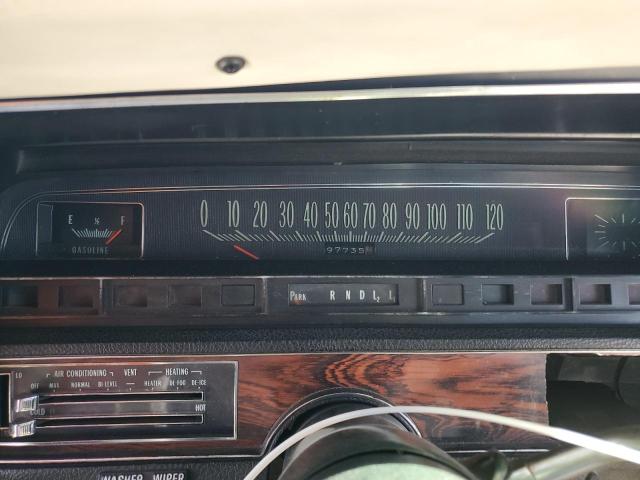 0 10 20 30 40 50 60 70 80 90 100 110 120
E ½ F
GASOLINE
97735
PARK R N D L2 L
LO AIR CONDITIONING VENT HEATING
OFF MAX NORMAL BI-LEVEL HEATER DE FOG DE-ICE
COLD HOT
WASHER WIPER